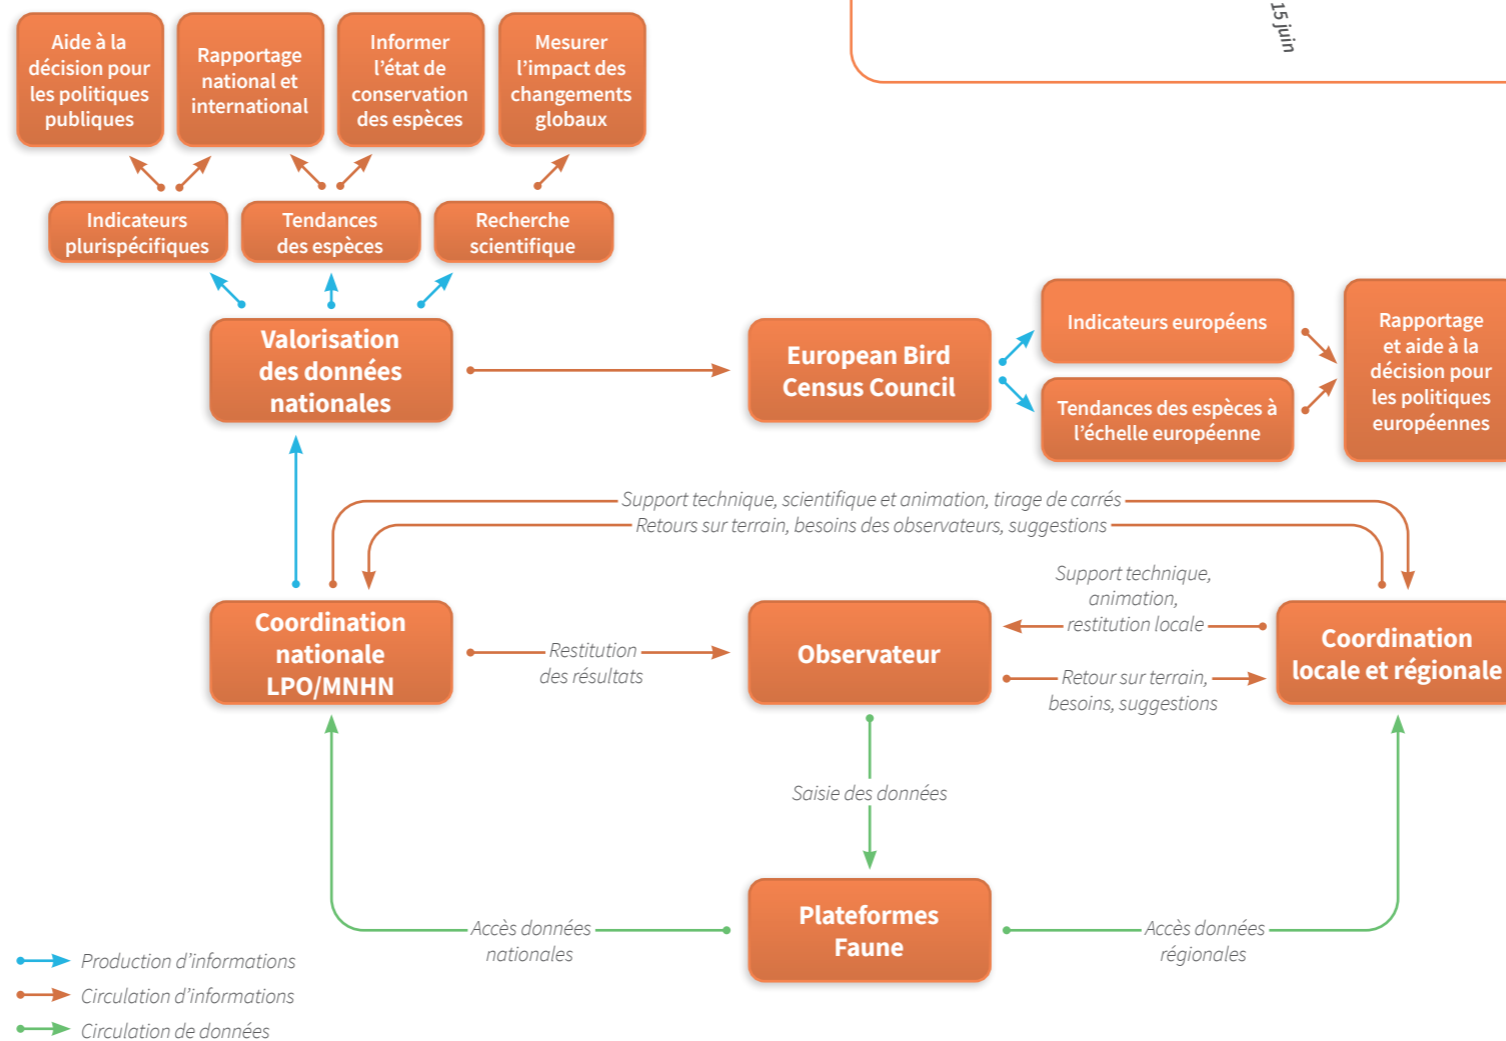 15 juin
Aide à la
décision pour
les politiques
publiques
Rapportage
national et
international
Informer
l’état de
conservation
des espèces
Mesurer
l’impact des
changements
globaux
Indicateurs
plurispécifiques
Tendances
des espèces
Recherche
scientifique
Valorisation
des données
nationales
European Bird
Census Council
Indicateurs européens
Tendances des espèces à
l’échelle européenne
Rapportage
et aide à la
décision pour
les politiques
européennes
Support technique, scientifique et animation, tirage de carrés
Retours sur terrain, besoins des observateurs, suggestions
Coordination
nationale
LPO/MNHN
Restitution
des résultats
Observateur
Support technique,
animation,
restitution locale
Retour sur terrain,
besoins, suggestions
Coordination
locale et régionale
Saisie des données
Plateformes
Faune
Accès données
nationales
Accès données
régionales
Production d’informations
Circulation d’informations
Circulation de données